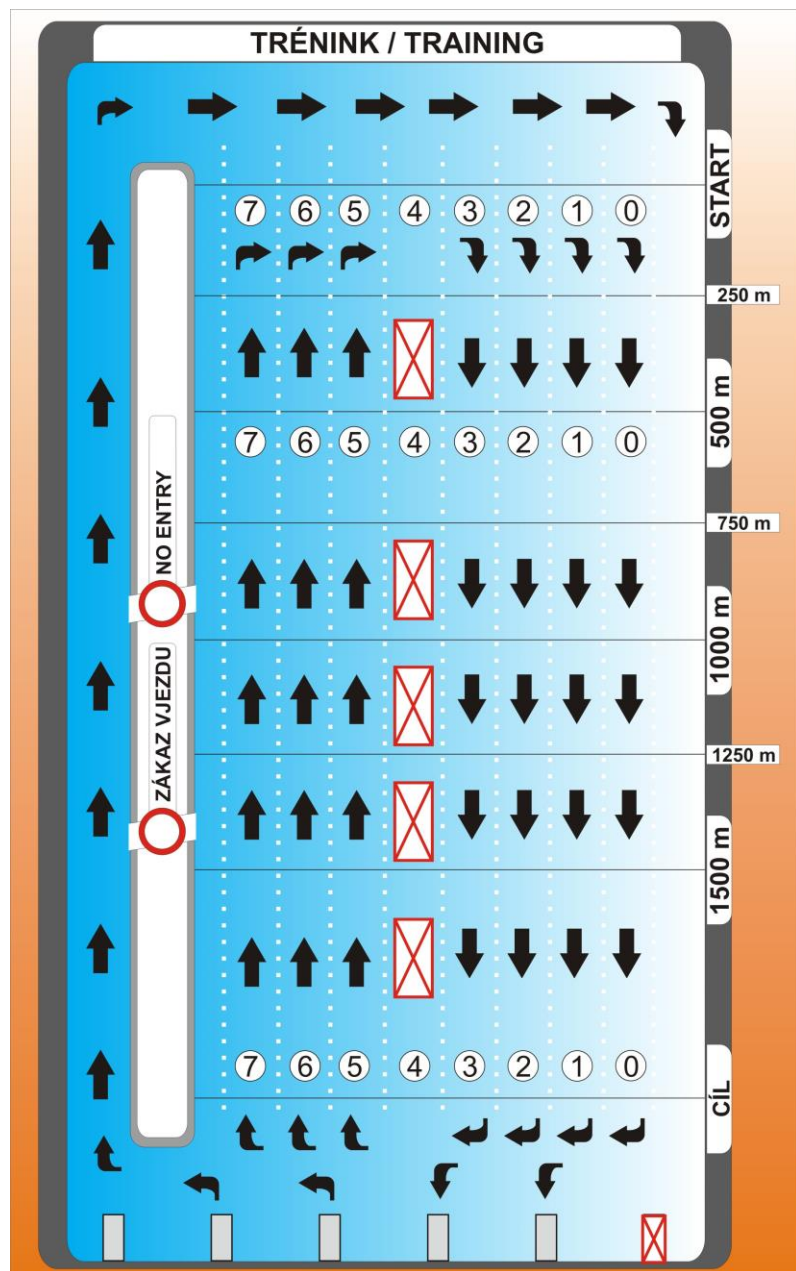 TRÉNINK / TRAINING
START
7 6 5 4 3 2 1 0
250 m
500 m
7 6 5 4 3 2 1 0
NO ENTRY
750 m
1000 m
ZÁKAZ VJEZDU
1250 m
1500 m
7 6 5 4 3 2 1 0
CÍL